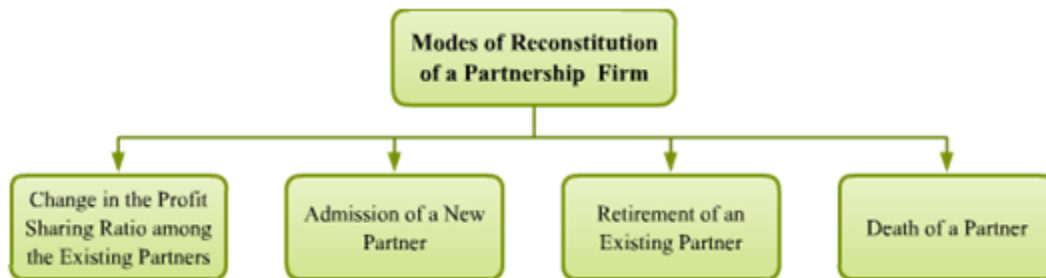 Modes of Reconstitution
of a Partnership Firm
Change in the Profit
Sharing Ratio among
the Existing Partners
Admission of a New
Partner
Retirement of an
Existing Partner
Death of a Partner